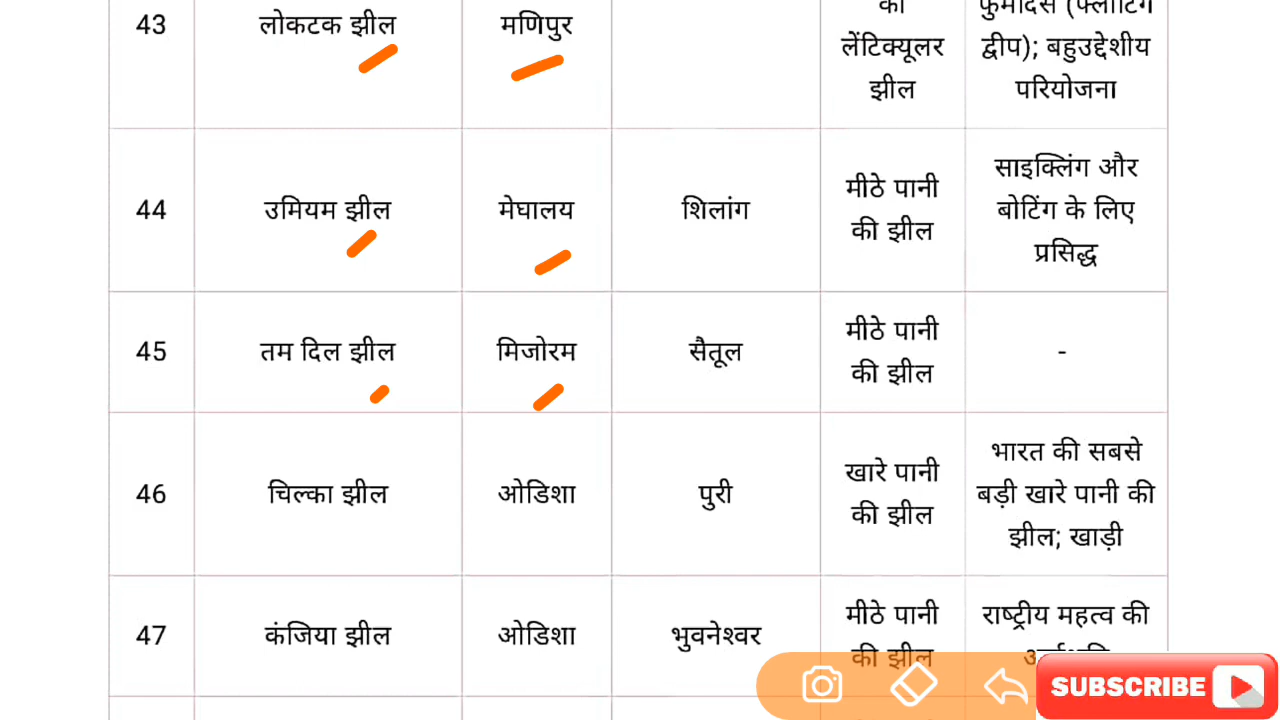 43 लोकटक झील मणिपुर
लेंटिक्यूलर झील
द्वीप); बहुउद्देशीय परियोजना
44 उमियम झील मेघालय शिलांग
मीठे पानी
की झील
साइक्लिंग और
बोटिंग के लिए
प्रसिद्ध
45 तम दिल झील मिजोरम सैतूल
मीठे पानी
की झील
-
46 चिल्का झील ओडिशा पुरी
खारे पानी
की झील
भारत की सबसे
बड़ी खारे पानी की
झील; खाड़ी
47 कंजिया झील ओडिशा भुवनेश्वर
मीठे पानी
की झील
राष्ट्रीय महत्व की
SUBSCRIBE